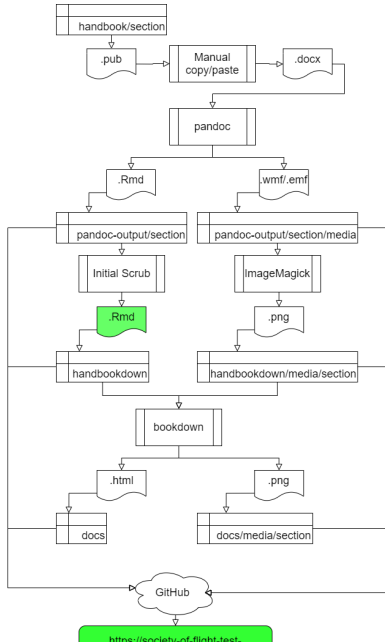 handbook/section
.pub
Manual
copy/paste
.docx
pandoc
.Rmd
.wmf/.emf
pandoc-output/section
pandoc-output/section/media
Initial Scrub
ImageMagick
.Rmd
.png
handbookdown
handbookdown/media/section
bookdown
.html
.png
docs
docs/media/section
GitHub
https://society-of-flight-test-